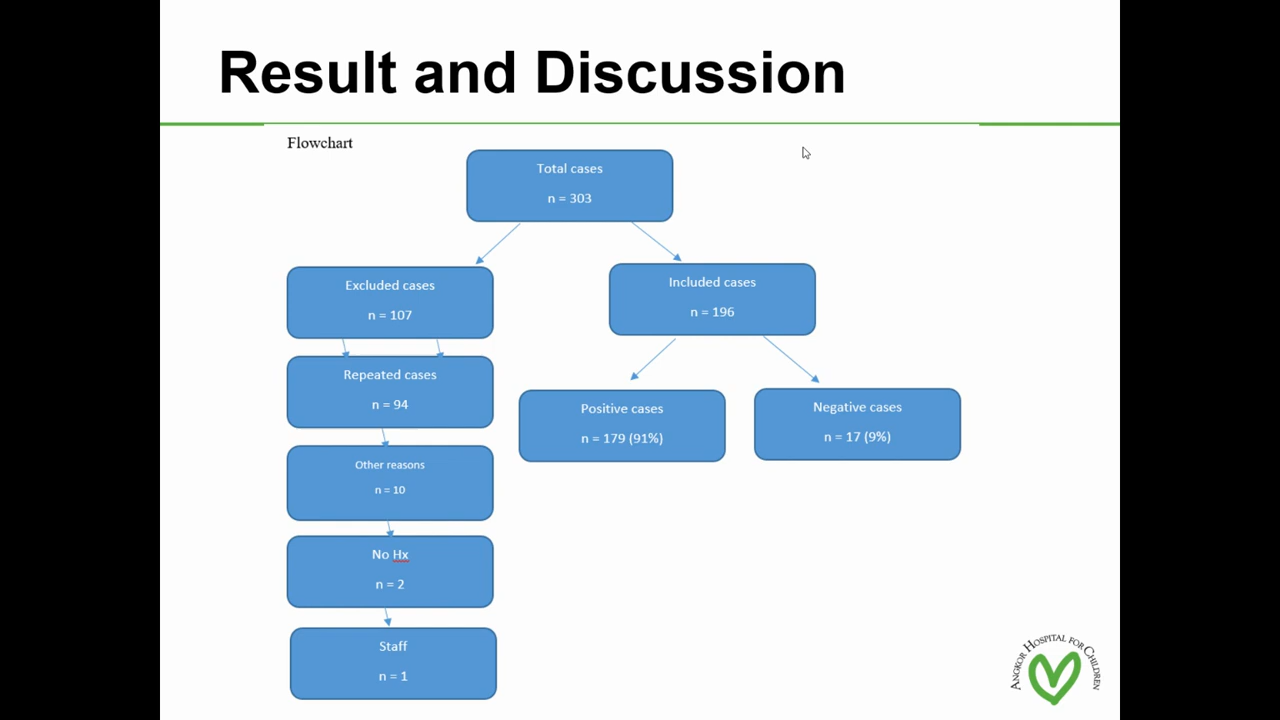 Result and Discussion
Flowchart
Total cases
n = 303
Excluded cases
n = 107
Included cases
n = 196
Repeated cases
n = 94
Positive cases
n = 179 (91%)
Negative cases
n = 17 (9%)
Other reasons
n = 10
No Hx
n = 2
Staff
n = 1
ANGKOR HOSPITAL FOR CHILDREN